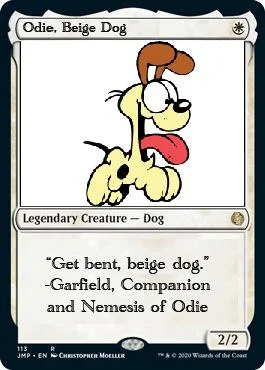 Odie, Beige Dog
Legendary Creature — Dog
"Get bent, beige dog."
-Garfield, Companion
and Nemesis of Odie
2/2
113 R
JMP • EN Christopher Moeller
™ & © 2020 Wizards of the Coast